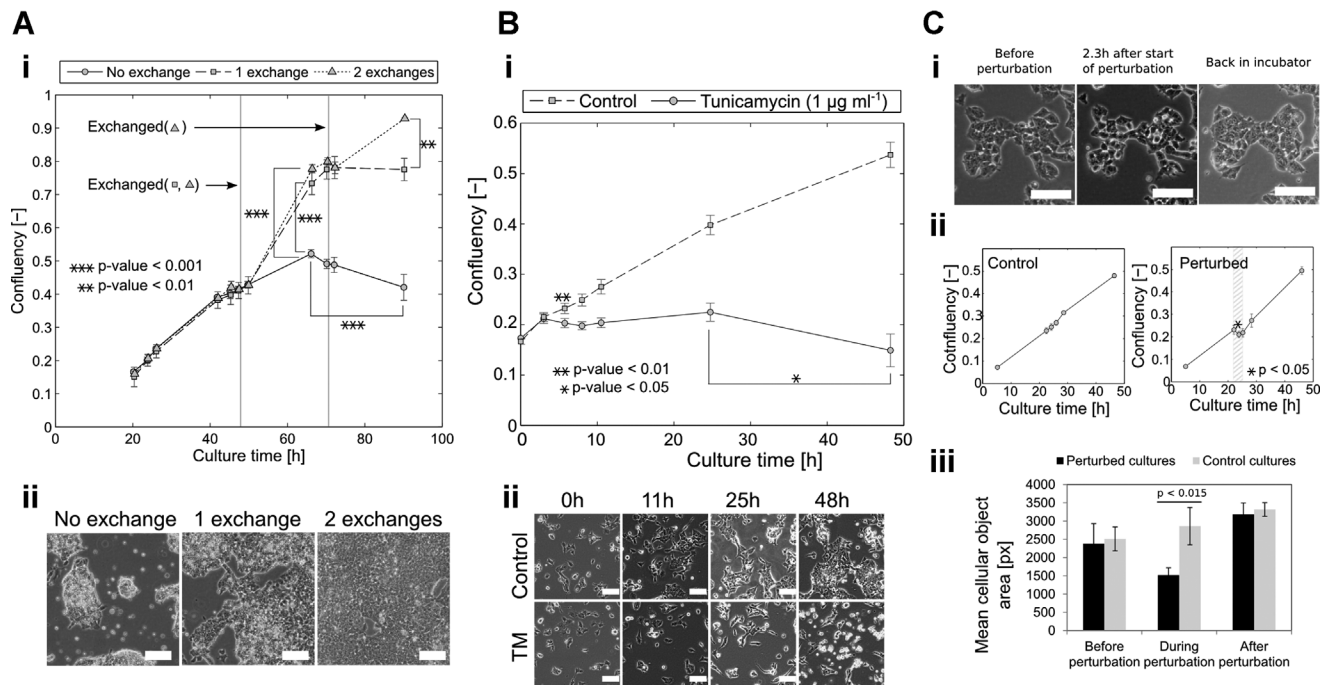 A
i
No exchange 1 exchange 2 exchanges
1
0.9
0.8
0.7
0.6
0.5
0.4
0.3
0.2
0.1
0
Confluency [–]
Exchanged(△)
Exchanged(□, △)
***
***
**
***
*** p-value < 0.001
** p-value < 0.01
0 20 40 60 80 100
Culture time [h]
ii
No exchange 1 exchange 2 exchanges
B
i
Control Tunicamycin (1 µg ml-1)
0.6
0.5
0.4
0.3
0.2
0.1
0
Confluency [–]
**
*
** p-value < 0.01
* p-value < 0.05
0 10 20 30 40 50
Culture time [h]
ii
0h 11h 25h 48h
Control
TM
C
i
Before
perturbation
2.3h after start
of perturbation
Back in incubator
ii
Control
0.5
0.4
0.3
0.2
0.1
0
Cotnfluency [–]
0 10 20 30 40 50
Culture time [h]
Perturbed
0.5
0.4
0.3
0.2
0.1
0
Confluency [–]
*
* p < 0.05
0 10 20 30 40 50
Culture time [h]
iii
Perturbed cultures Control cultures
4000
3500
3000
2500
2000
1500
1000
500
0
Mean cellular object
area [px]
p < 0.015
Before
perturbation
During
perturbation
After
perturbation